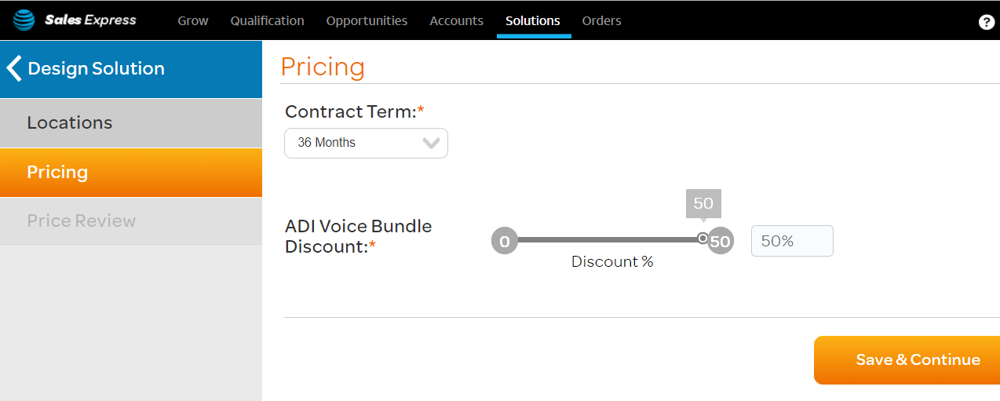 Sales Express
Grow Qualification Opportunities Accounts Solutions Orders
?
Design Solution
Locations
Pricing
Price Review
Pricing
Contract Term:*
36 Months
ADI Voice Bundle
Discount:*
50
0
50
50%
Discount %
Save & Continue